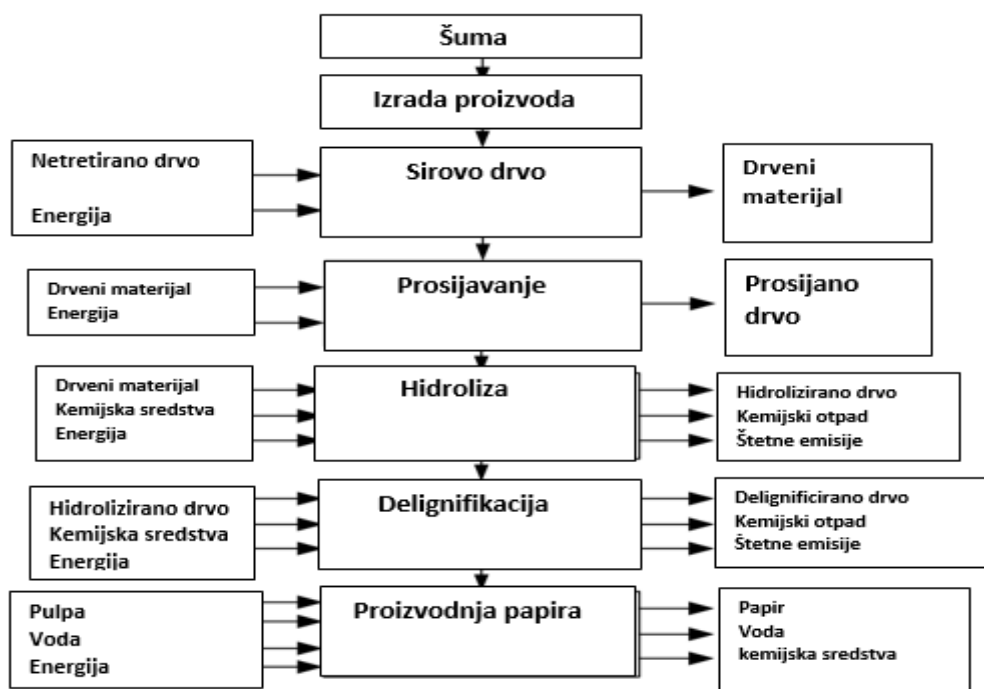 Šuma
Izrada proizvoda
Netretirano drvo
Energija
Sirovo drvo
Drveni
materijal
Drveni materijal
Energija
Prosijavanje
Prosijano
drvo
Drveni materijal
Kemijska sredstva
Energija
Hidroliza
Hidrolizirano drvo
Kemijski otpad
Štetne emisije
Hidrolizirano drvo
Kemijska sredstva
Energija
Delignifikacija
Delignificirano drvo
Kemijski otpad
Štetne emisije
Pulpa
Voda
Energija
Proizvodnja papira
Papir
Voda
kemijska sredstva